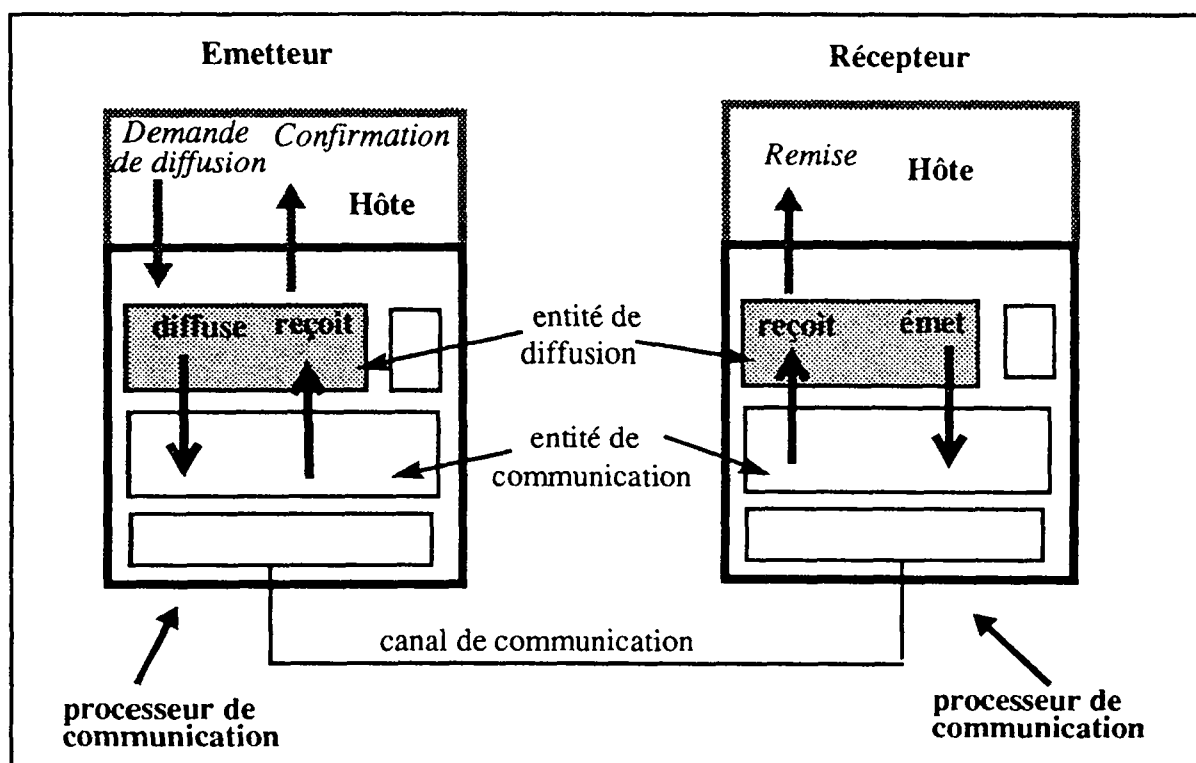 Emetteur
Récepteur
Demande
de diffusion
Confirmation
Hôte
Remise
Hôte
diffuse
reçoit
entité de
diffusion
reçoit
émet
entité de
communication
canal de communication
processeur de
communication
processeur de
communication